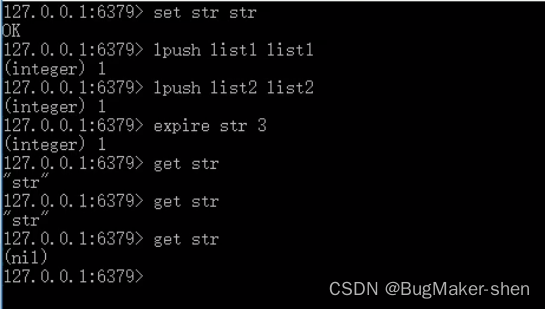 127.0.0.1:6379> set str str
OK
127.0.0.1:6379> lpush list1 list1
(integer) 1
127.0.0.1:6379> lpush list2 list2
(integer) 1
127.0.0.1:6379> expire str 3
(integer) 1
127.0.0.1:6379> get str
"str"
127.0.0.1:6379> get str
"str"
127.0.0.1:6379> get str
(nil)
127.0.0.1:6379>
CSDN @BugMaker-shen